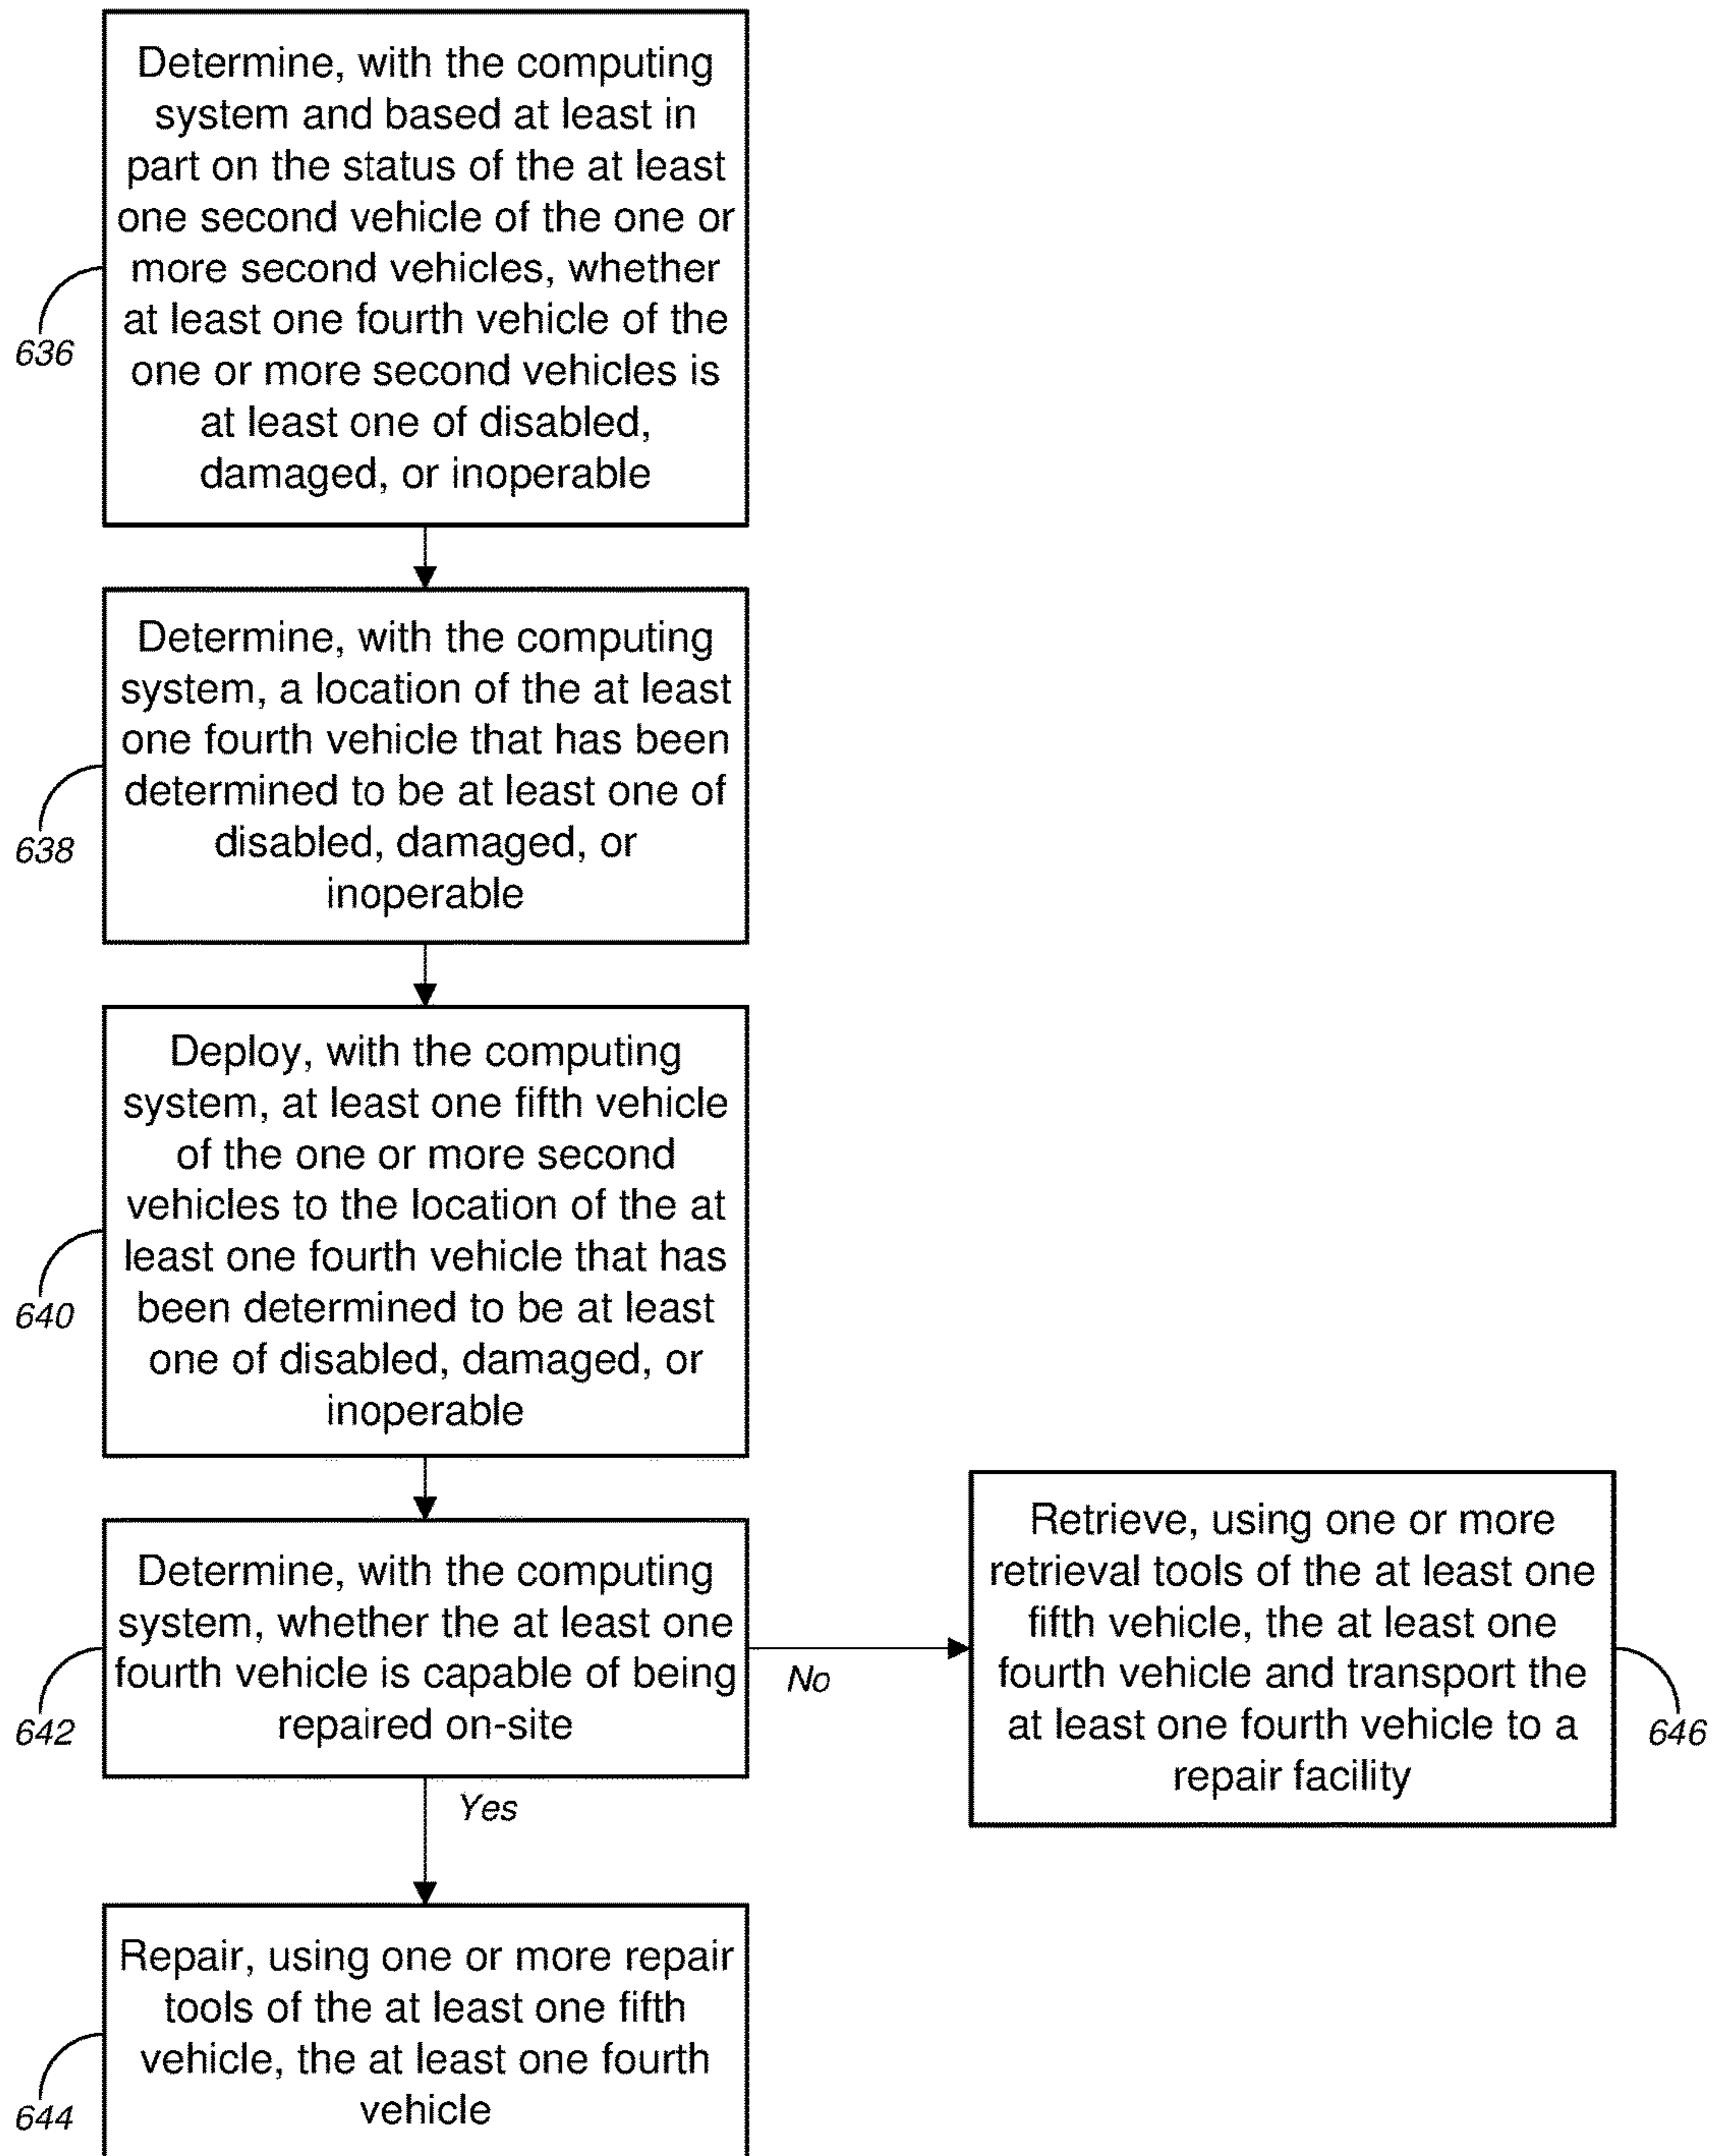 Determine, with the computing
system and based at least in
part on the status of the at least
one second vehicle of the one or
more second vehicles, whether
at least one fourth vehicle of the
one or more second vehicles is
at least one of disabled,
damaged, or inoperable
636
Determine, with the computing
system, a location of the at least
one fourth vehicle that has been
determined to be at least one of
disabled, damaged, or
inoperable
638
Deploy, with the computing
system, at least one fifth vehicle
of the one or more second
vehicles to the location of the at
least one fourth vehicle that has
been determined to be at least
one of disabled, damaged, or
inoperable
640
Determine, with the computing
system, whether the at least one
fourth vehicle is capable of being
repaired on-site
642
No
Retrieve, using one or more
retrieval tools of the at least one
fifth vehicle, the at least one
fourth vehicle and transport the
at least one fourth vehicle to a
repair facility
646
Yes
Repair, using one or more repair
tools of the at least one fifth
vehicle, the at least one fourth
vehicle
644